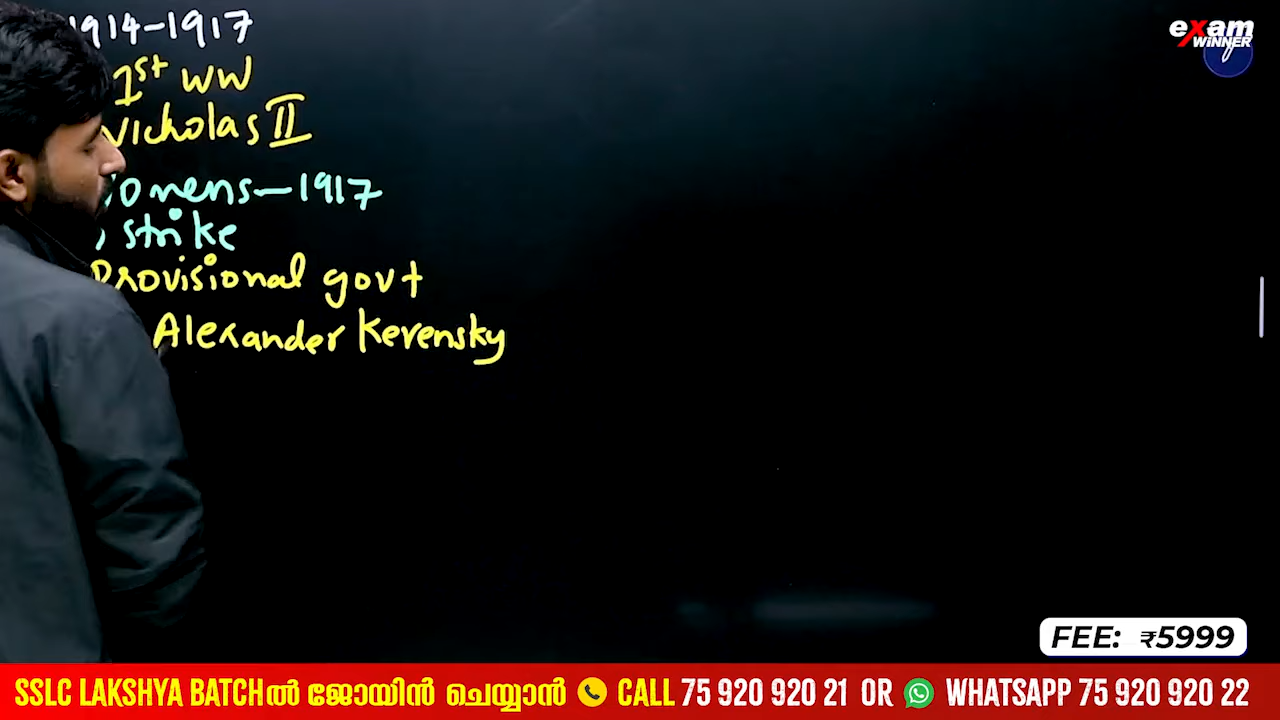 1914-1917
1st WW
Nicholas II
Womens-1917
strike
Provisional govt
Alexander Kerensky
exam
WINNER
FEE: ₹5999
SSLC LAKSHYA BATCHൽ ജോയിൻ ചെയ്യാൻ CALL 75 920 920 21 OR WHATSAPP 75 920 920 22